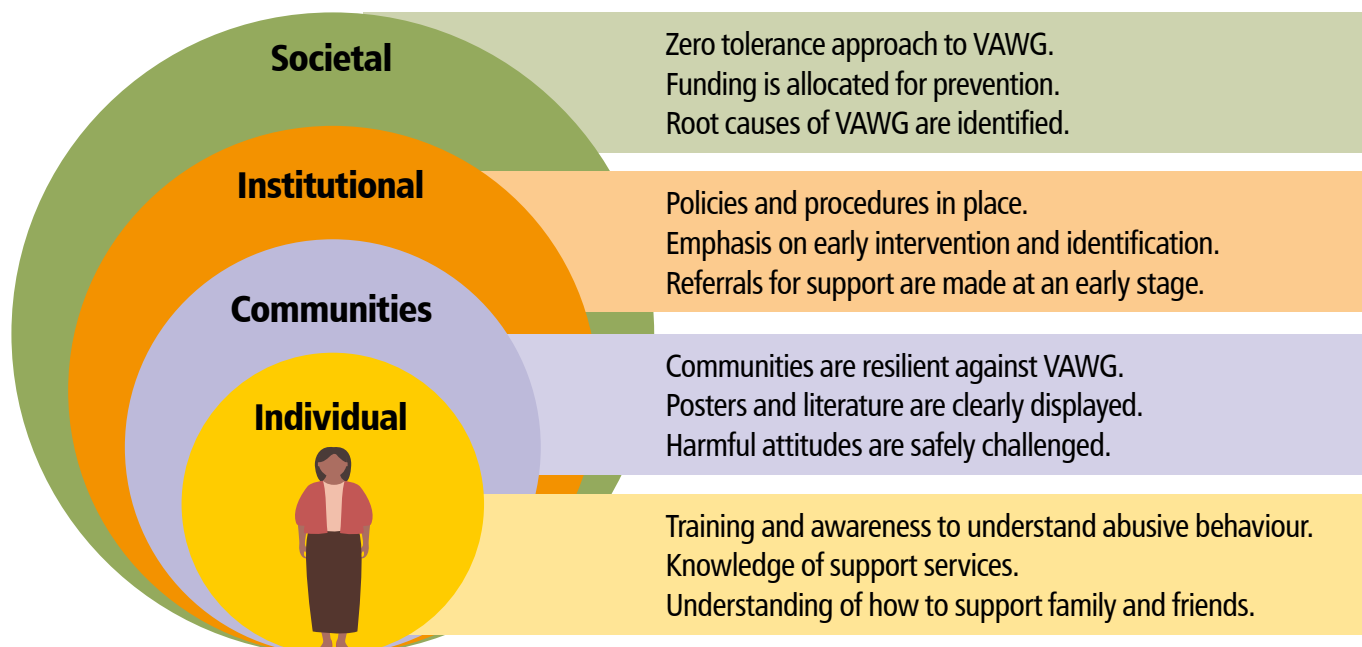 Societal
Zero tolerance approach to VAWG.
Funding is allocated for prevention.
Root causes of VAWG are identified.
Institutional
Policies and procedures in place.
Emphasis on early intervention and identification.
Referrals for support are made at an early stage.
Communities
Communities are resilient against VAWG.
Posters and literature are clearly displayed.
Harmful attitudes are safely challenged.
Individual
Training and awareness to understand abusive behaviour.
Knowledge of support services.
Understanding of how to support family and friends.